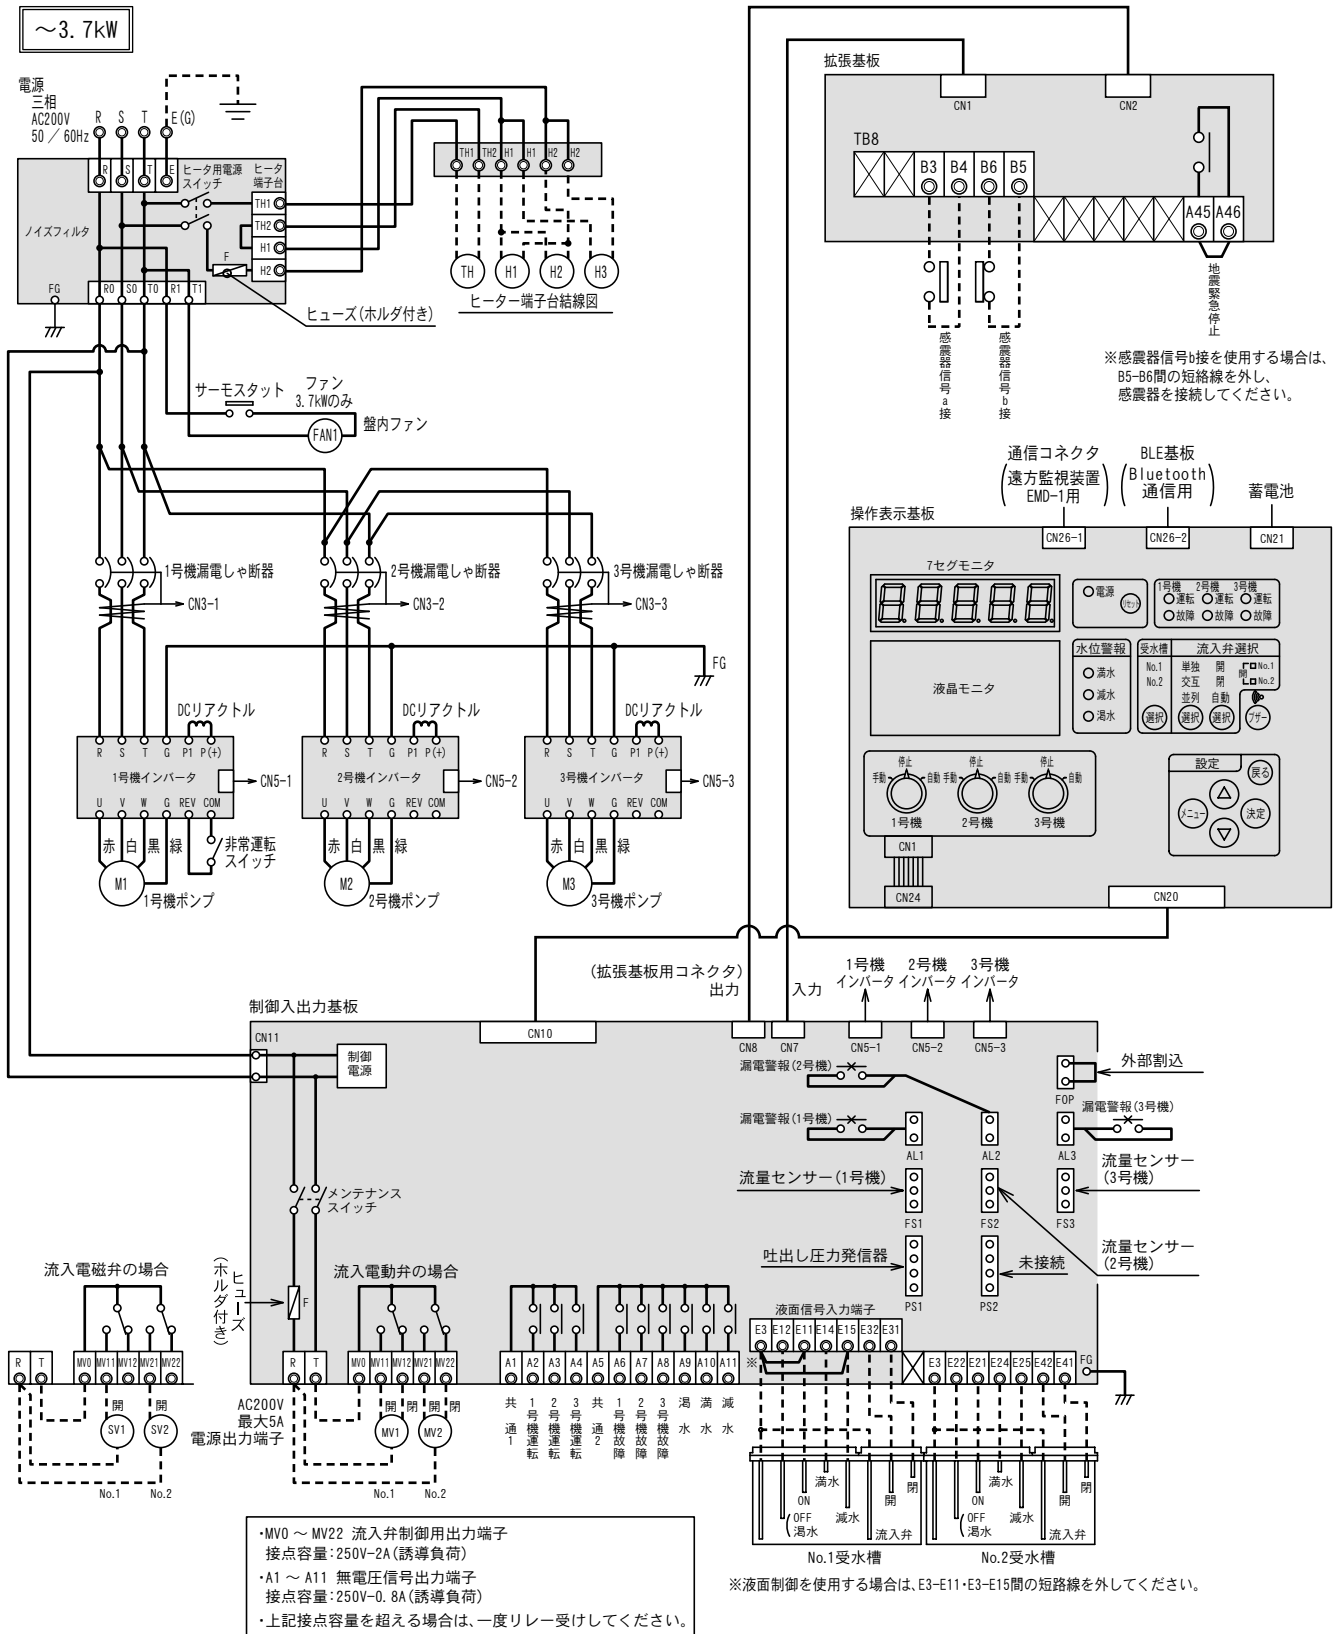 ～3.7kW
電源
三相
AC200V
50 ／ 60Hz
R S T E(G)
R S T E
ヒータ用電源
スイッチ
ヒータ
端子台
TH1
TH2
H1
H2
ノイズフィルタ
F
FG
R0 S0 T0 R1 T1
ヒューズ(ホルダ付き)
TH1 TH2 H1 H1 H2 H2
TH H1 H2 H3
ヒーター端子台結線図
サーモスタット
ファン
3.7kWのみ
FAN1
盤内ファン
拡張基板
CN1 CN2
TB8
B3 B4 B6 B5
A45 A46
感震器信号a接
感震器信号b接
地震緊急停止
※感震器信号b接を使用する場合は、
B5-B6間の短絡線を外し、
感震器を接続してください。
1号機漏電しゃ断器
CN3-1
2号機漏電しゃ断器
CN3-2
3号機漏電しゃ断器
CN3-3
FG
DCリアクトル
DCリアクトル
DCリアクトル
R S T G P1 P(+)
1号機インバータ
CN5-1
U V W G REV COM
R S T G P1 P(+)
2号機インバータ
CN5-2
U V W G REV COM
R S T G P1 P(+)
3号機インバータ
CN5-3
U V W G REV COM
赤 白 黒 緑
非常運転
スイッチ
赤 白 黒 緑
赤 白 黒 緑
M1
1号機ポンプ
M2
2号機ポンプ
M3
3号機ポンプ
通信コネクタ
(遠方監視装置
EMD-1用)
BLE基板
(Bluetooth
通信用)
蓄電池
操作表示基板
CN26-1 CN26-2 CN21
7セグモニタ
88888
電源
リセット
1号機 2号機 3号機
運転 運転 運転
故障 故障 故障
液晶モニタ
水位警報
満水
減水
渇水
受水槽
No.1
No.2
選択
流入弁選択
単独 開
交互 閉
並列 自動
選択 選択
開
No.1
No.2
ブザー
停止
手動 自動
1号機
停止
手動 自動
2号機
停止
手動 自動
3号機
設定
戻る
メニュー
△
▽
決定
CN1
CN24
CN20
(拡張基板用コネクタ)
出力 入力
1号機
インバータ
2号機
インバータ
3号機
インバータ
制御入出力基板
CN10
CN8 CN7 CN5-1 CN5-2 CN5-3
CN11
制御
電源
漏電警報(2号機)
外部割込
FOP
漏電警報(3号機)
漏電警報(1号機)
AL1 AL2 AL3
流量センサー(1号機)
流量センサー
(3号機)
FS1 FS2 FS3
流量センサー
(2号機)
吐出し圧力発信器
未接続
PS1 PS2
メンテナンス
スイッチ
ヒューズ
(ホルダ付き)
F
流入電磁弁の場合
流入電動弁の場合
液面信号入力端子
E3 E12 E11 E14 E15 E32 E31
※
R T MV0 MV11 MV12 MV21 MV22
R T MV0 MV11 MV12 MV21 MV22
A1 A2 A3 A4 A5 A6 A7 A8 A9 A10 A11
E3 E22 E21 E24 E25 E42 E41
FG
開 開
SV1 SV2
No.1 No.2
AC200V
最大5A
電源出力端子
開 閉 開 閉
MV1 MV2
No.1 No.2
共通1
1号機運転
2号機運転
3号機運転
共通2
1号機故障
2号機故障
3号機故障
渇水
満水
減水
満水
ON
(OFF
渇水
減水
流入弁
開
閉
No.1受水槽
満水
ON
(OFF
渇水
減水
流入弁
開
閉
No.2受水槽
・MV0 ～ MV22 流入弁制御用出力端子
接点容量:250V-2A(誘導負荷)
・A1 ～ A11 無電圧信号出力端子
接点容量:250V-0.8A(誘導負荷)
・上記接点容量を超える場合は、一度リレー受けしてください。
※液面制御を使用する場合は、E3-E11・E3-E15間の短絡線を外してください。